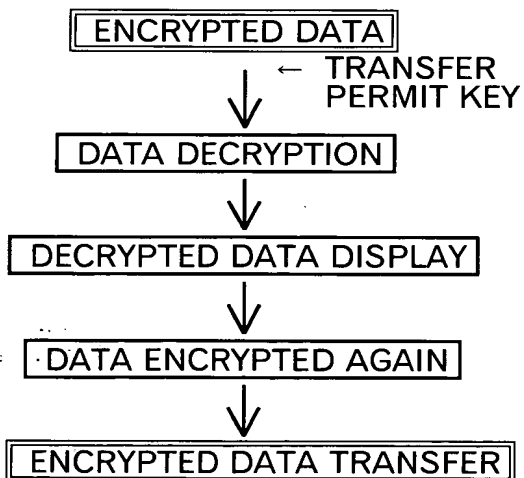 ENCRYPTED DATA
← TRANSFER
PERMIT KEY
DATA DECRYPTION
DECRYPTED DATA DISPLAY
DATA ENCRYPTED AGAIN
ENCRYPTED DATA TRANSFER